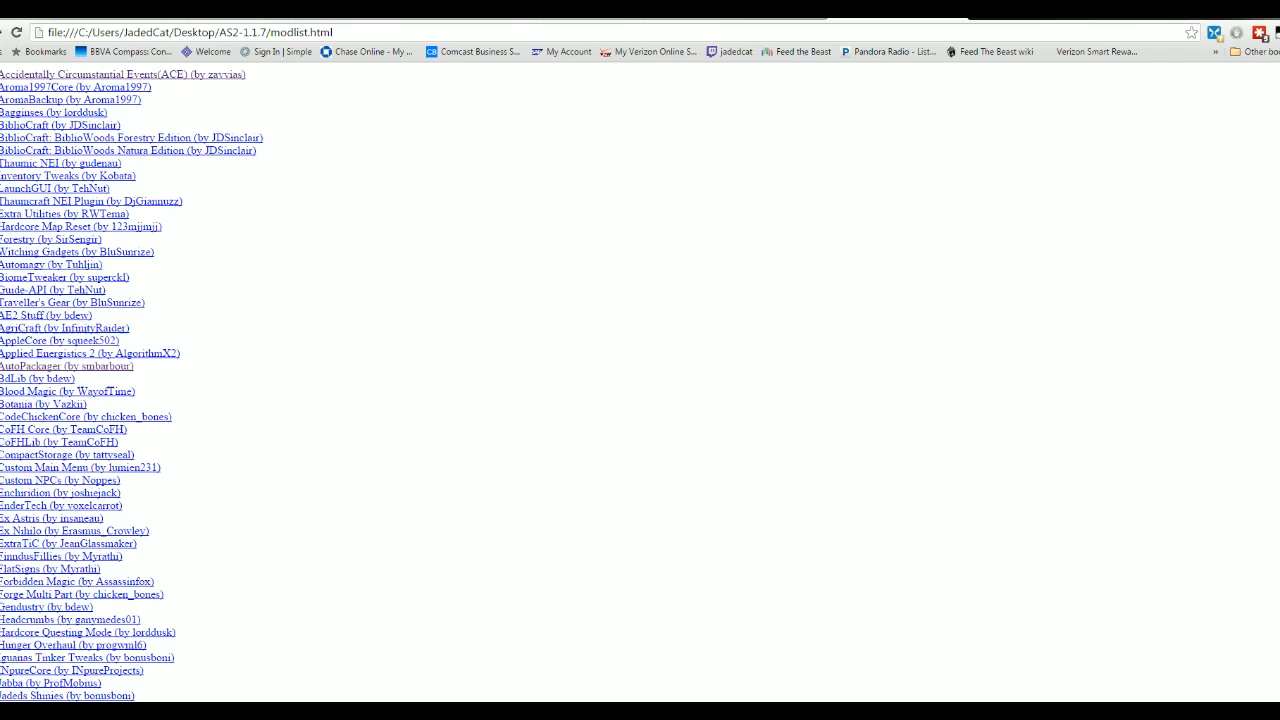 file:///C:/Users/JadedCat/Desktop/AS2-1.1.7/modlist.html
Bookmarks BBVA Compass: Con... Welcome Sign In | Simple Chase Online - My ... Comcast Business S... My Account My Verizon Online S... jadedcat Feed the Beast Pandora Radio - List... Feed The Beast wiki Verizon Smart Rewa... » Other boo
Accidentally Circumstantial Events(ACE) (by zavvias)
Aroma1997Core (by Aroma1997)
AromaBackup (by Aroma1997)
Bagginses (by lorddusk)
BiblioCraft (by JDSinclair)
BiblioCraft: BiblioWoods Forestry Edition (by JDSinclair)
BiblioCraft: BiblioWoods Natura Edition (by JDSinclair)
Thaumic NEI (by gudenau)
Inventory Tweaks (by Kobata)
LaunchGUI (by TehNut)
Thaumcraft NEI Plugin (by DjGiannuzz)
Extra Utilities (by RWTema)
Hardcore Map Reset (by 123mjjmjj)
Forestry (by SirSengir)
Witching Gadgets (by BluSunrize)
Automagy (by Tuhljin)
BiomeTweaker (by superckl)
Guide-API (by TehNut)
Traveller's Gear (by BluSunrize)
AE2 Stuff (by bdew)
AgriCraft (by InfinityRaider)
AppleCore (by squeek502)
Applied Energistics 2 (by AlgorithmX2)
AutoPackager (by smbarbour)
BdLib (by bdew)
Blood Magic (by WayofTime)
Botania (by Vazkii)
CodeChickenCore (by chicken_bones)
CoFH Core (by TeamCoFH)
CoFHLib (by TeamCoFH)
CompactStorage (by tattyseal)
Custom Main Menu (by lumien231)
Custom NPCs (by Noppes)
Enchiridion (by joshiejack)
EnderTech (by voxelcarrot)
Ex Astris (by insaneau)
Ex Nihilo (by Erasmus_Crowley)
ExtraTiC (by JeanGlassmaker)
FinndusFillies (by Myrathi)
FlatSigns (by Myrathi)
Forbidden Magic (by Assassinfox)
Forge Multi Part (by chicken_bones)
Gendustry (by bdew)
Headcrumbs (by ganymedes01)
Hardcore Questing Mode (by lorddusk)
Hunger Overhaul (by progwml6)
Iguanas Tinker Tweaks (by bonusboni)
INpureCore (by INpureProjects)
Jabba (by ProfMobius)
Jadeds Shinies (by bonusboni)